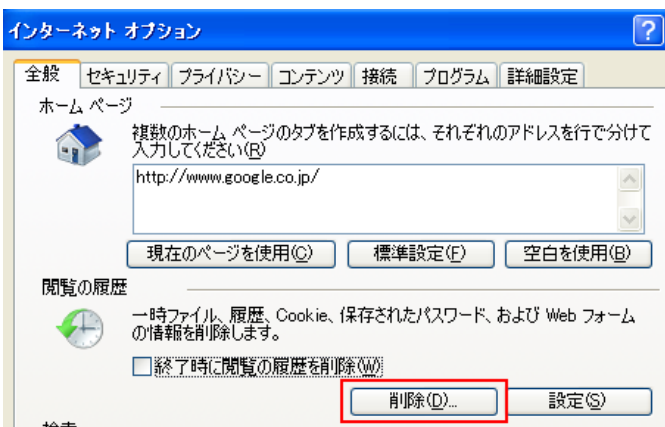 インターネット オプション
?
全般 セキュリティ プライバシー コンテンツ 接続 プログラム 詳細設定
ホーム ページ
複数のホーム ページのタブを作成するには、それぞれのアドレスを行で分けて
入力してください(R)
http://www.google.co.jp/
現在のページを使用(C) 標準設定(F) 空白を使用(B)
閲覧の履歴
一時ファイル、履歴、Cookie、保存されたパスワード、および Web フォーム
の情報を削除します。
終了時に閲覧の履歴を削除(W)
削除(D)... 設定(S)